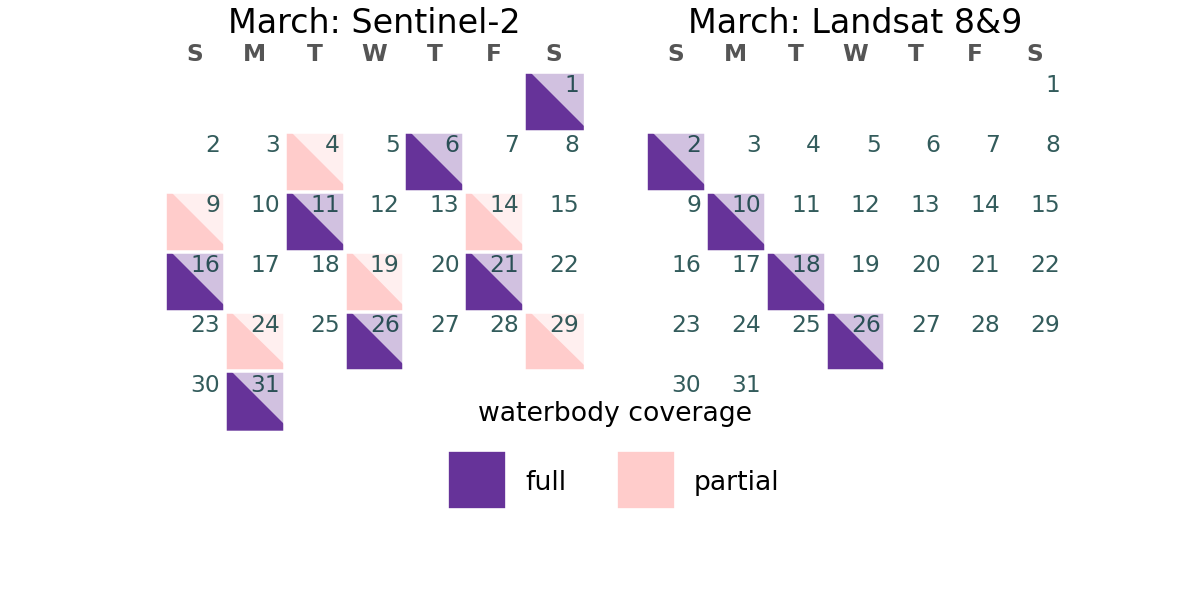 March: Sentinel-2
S M T W T F S
1
2 3 4 5 6 7 8
9 10 11 12 13 14 15
16 17 18 19 20 21 22
23 24 25 26 27 28 29
30 31
March: Landsat 8&9
S M T W T F S
1
2 3 4 5 6 7 8
9 10 11 12 13 14 15
16 17 18 19 20 21 22
23 24 25 26 27 28 29
30 31
waterbody coverage
full partial